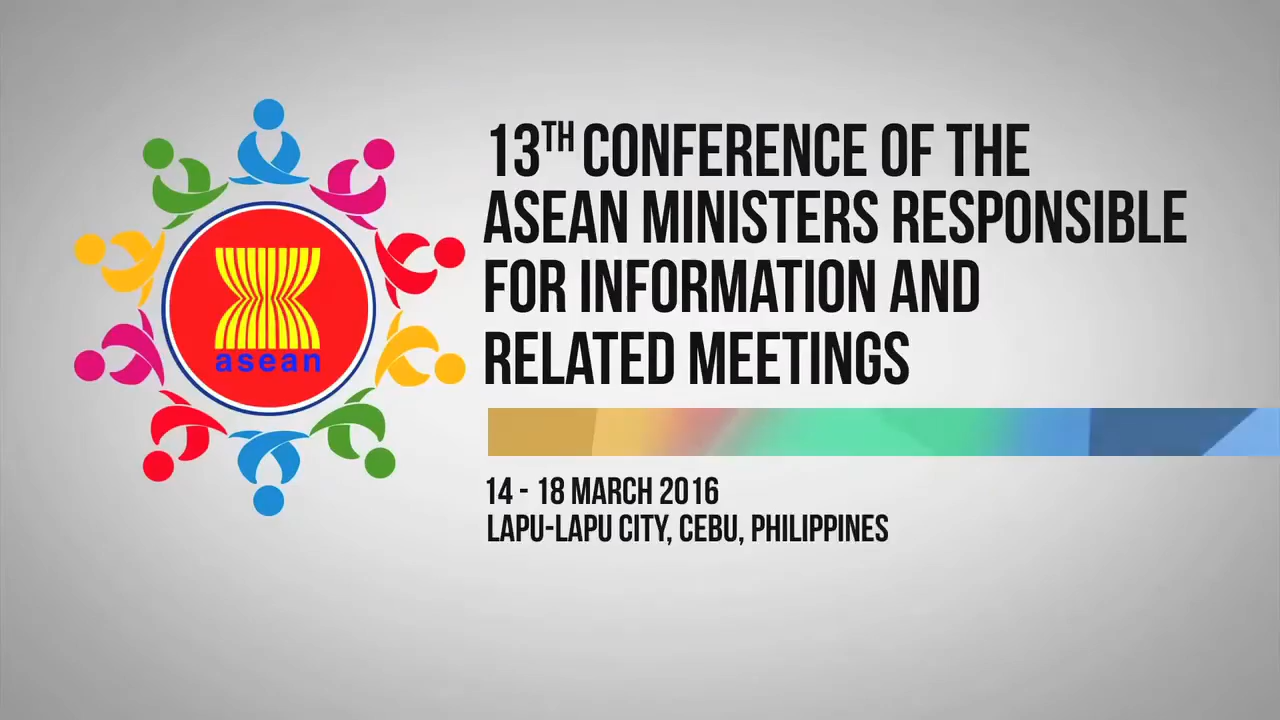 asean
13TH CONFERENCE OF THE
ASEAN MINISTERS RESPONSIBLE
FOR INFORMATION AND
RELATED MEETINGS
14 - 18 MARCH 2016
LAPU-LAPU CITY, CEBU, PHILIPPINES